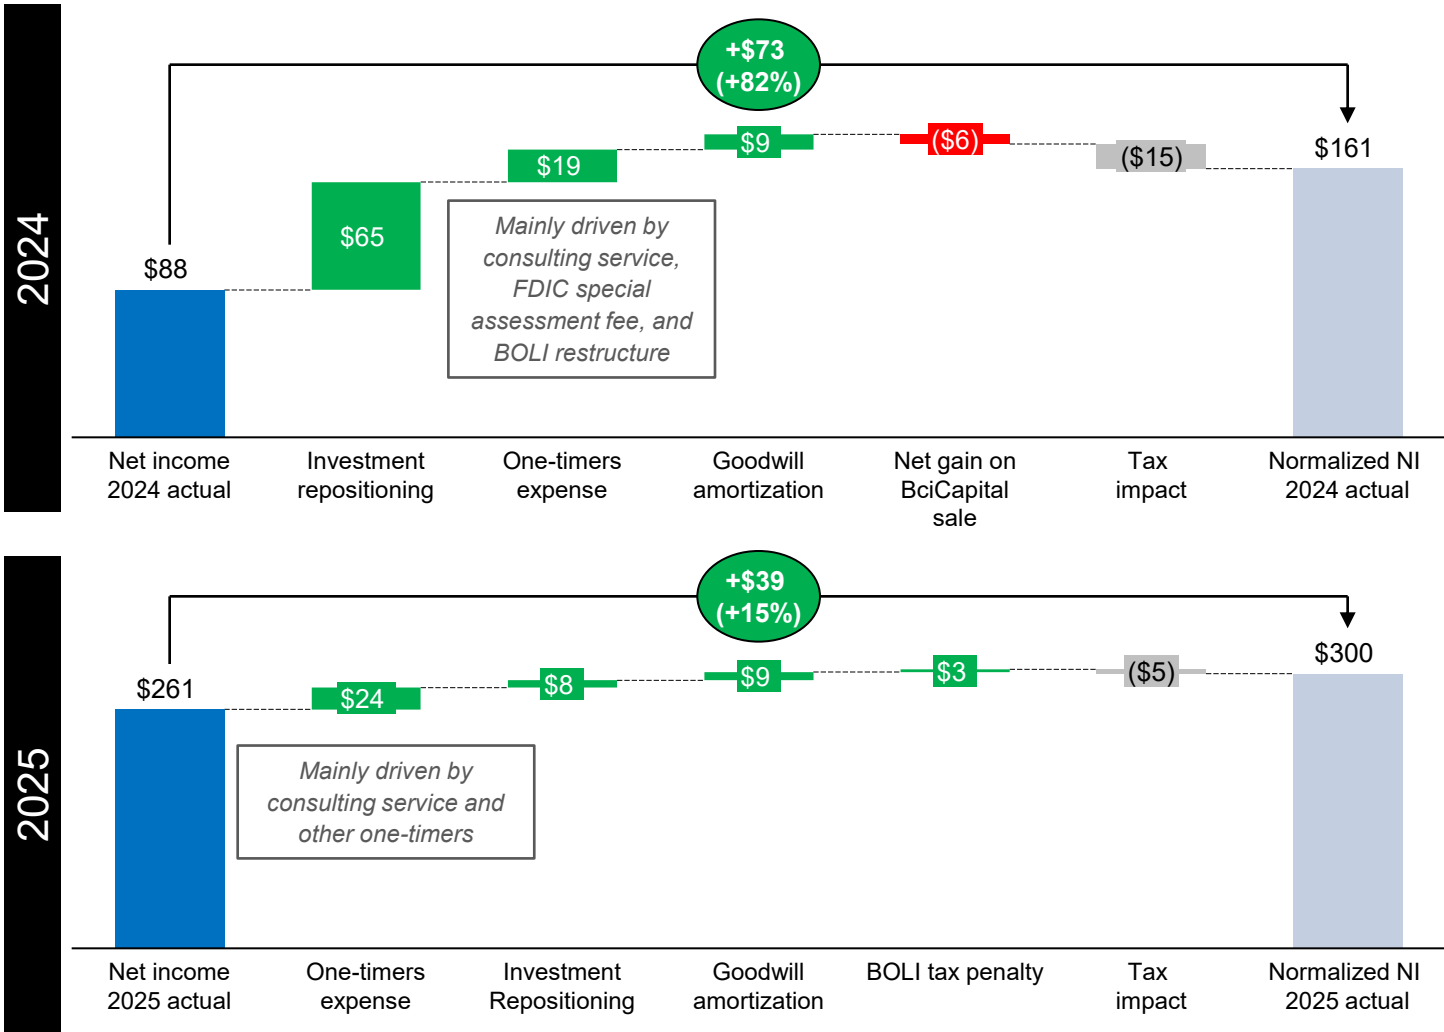 2024
+$73
(+82%)
$88
$65
$19
$9
($6)
($15)
$161
Mainly driven by
consulting service,
FDIC special
assessment fee, and
BOLI restructure
Net income
2024 actual
Investment
repositioning
One-timers
expense
Goodwill
amortization
Net gain on
BciCapital
sale
Tax
impact
Normalized NI
2024 actual
2025
+$39
(+15%)
$261
$24
$8
$9
$3
($5)
$300
Mainly driven by
consulting service and
other one-timers
Net income
2025 actual
One-timers
expense
Investment
Repositioning
Goodwill
amortization
BOLI tax penalty
Tax
impact
Normalized NI
2025 actual